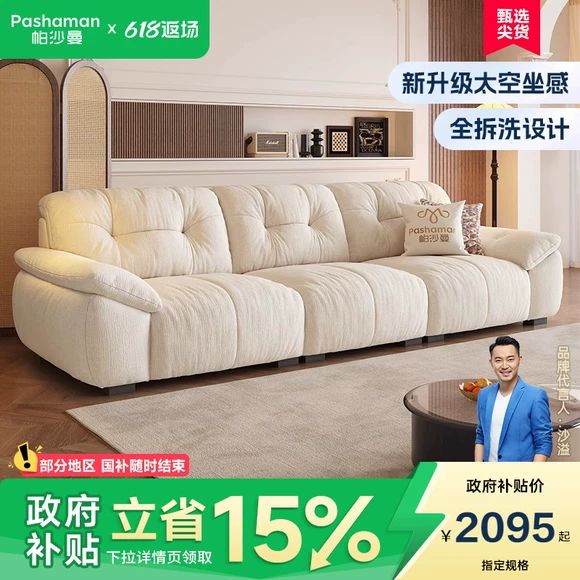 Pashaman
帕沙曼
×
618返场
甄选
尖货
新升级太空坐感
全拆洗设计
Pashaman
帕沙曼
品牌代言人：沙溢
部分地区 国补随时结束
政府
补贴
立省15%
下拉详情页领取
政府补贴价
¥2095起
指定规格